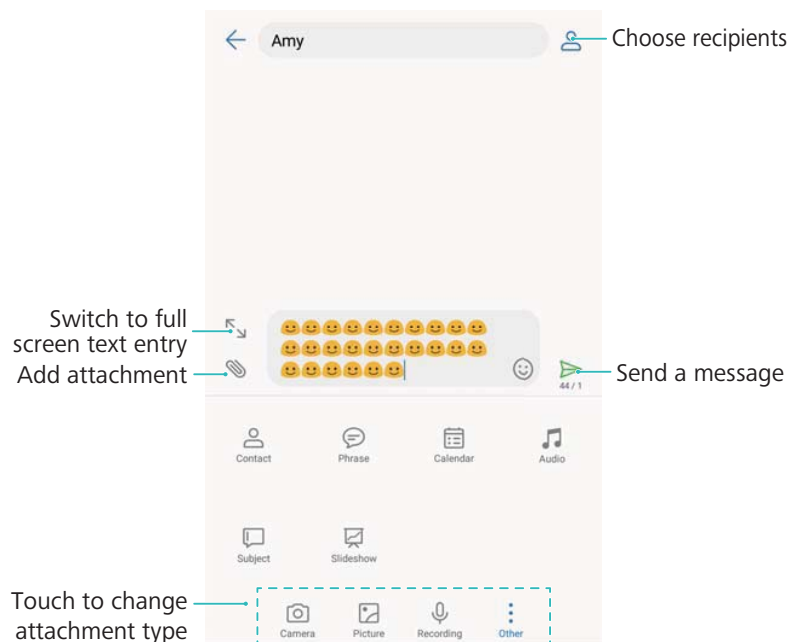 Amy
Choose recipients
Switch to full
screen text entry
Add attachment
Send a message
44 / 1
Contact
Phrase
Calendar
Audio
Subject
Slideshow
Touch to change
attachment type
Camera
Picture
Recording
Other